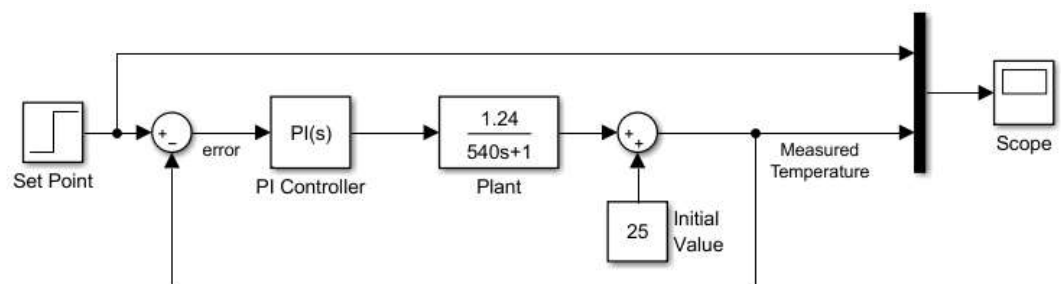 Set Point
+
−
error
PI(s)
PI Controller
1.24
540s+1
Plant
+
+
25
Initial
Value
Measured
Temperature
Scope